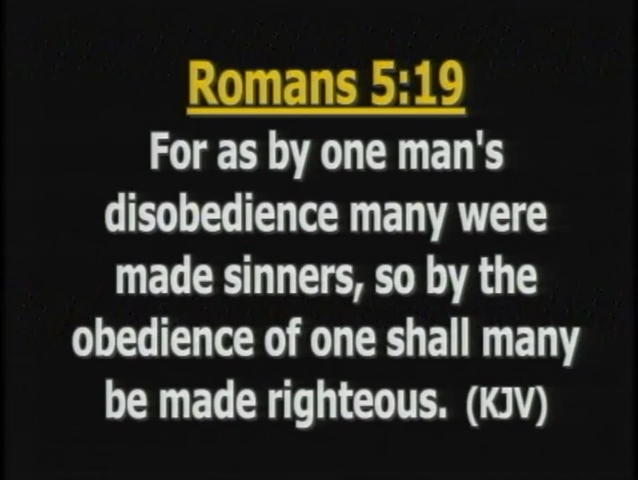 Romans 5:19
For as by one man's
disobedience many were
made sinners, so by the
obedience of one shall many
be made righteous. (KJV)